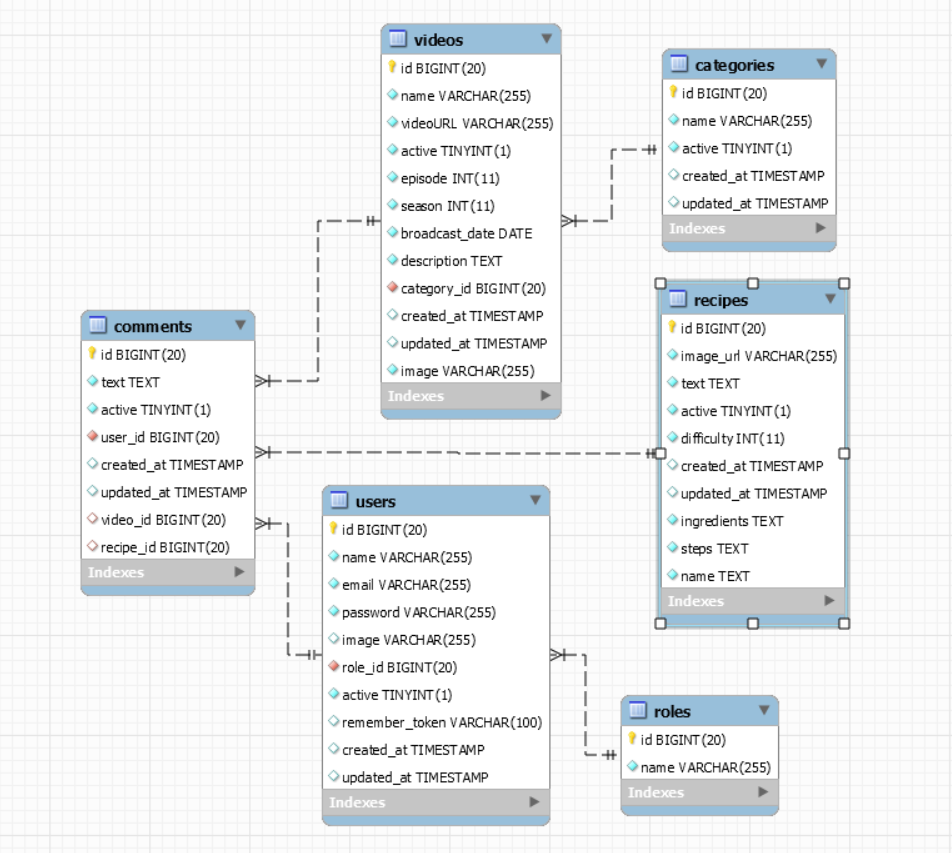 videos
id BIGINT(20)
name VARCHAR(255)
videoURL VARCHAR(255)
active TINYINT(1)
episode INT(11)
season INT(11)
broadcast_date DATE
description TEXT
category_id BIGINT(20)
created_at TIMESTAMP
updated_at TIMESTAMP
image VARCHAR(255)
Indexes
categories
id BIGINT(20)
name VARCHAR(255)
active TINYINT(1)
created_at TIMESTAMP
updated_at TIMESTAMP
Indexes
comments
id BIGINT(20)
text TEXT
active TINYINT(1)
user_id BIGINT(20)
created_at TIMESTAMP
updated_at TIMESTAMP
video_id BIGINT(20)
recipe_id BIGINT(20)
Indexes
recipes
id BIGINT(20)
image_url VARCHAR(255)
text TEXT
active TINYINT(1)
difficulty INT(11)
created_at TIMESTAMP
updated_at TIMESTAMP
ingredients TEXT
steps TEXT
name TEXT
Indexes
users
id BIGINT(20)
name VARCHAR(255)
email VARCHAR(255)
password VARCHAR(255)
image VARCHAR(255)
role_id BIGINT(20)
active TINYINT(1)
remember_token VARCHAR(100)
created_at TIMESTAMP
updated_at TIMESTAMP
Indexes
roles
id BIGINT(20)
name VARCHAR(255)
Indexes